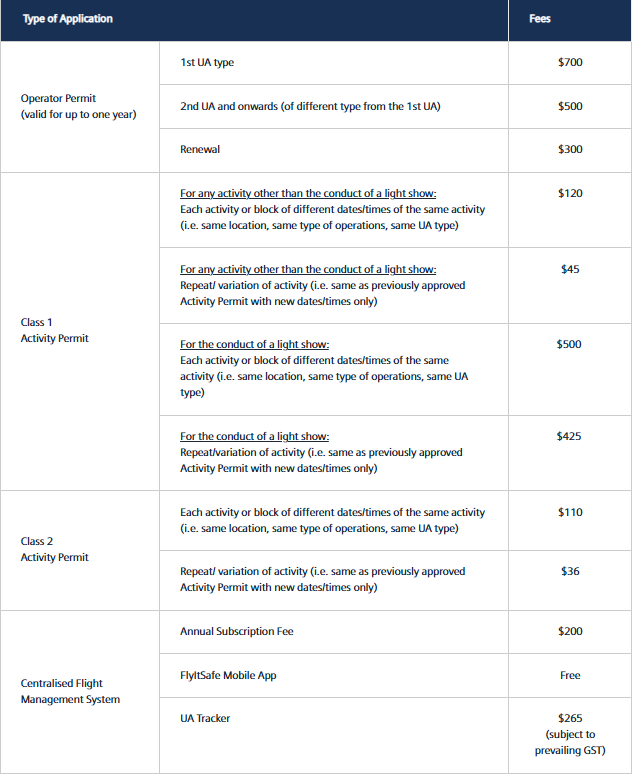 Type of Application
Fees
Operator Permit
(valid for up to one year)
1st UA type
$700
2nd UA and onwards (of different type from the 1st UA)
$500
Renewal
$300
Class 1
Activity Permit
For any activity other than the conduct of a light show:
Each activity or block of different dates/times of the same activity
(i.e. same location, same type of operations, same UA type)
$120
For any activity other than the conduct of a light show:
Repeat/ variation of activity (i.e. same as previously approved
Activity Permit with new dates/times only)
$45
For the conduct of a light show:
Each activity or block of different dates/times of the same
activity (i.e. same location, same type of operations, same UA
type)
$500
For the conduct of a light show:
Repeat/variation of activity (i.e. same as previously approved
Activity Permit with new dates/times only)
$425
Class 2
Activity Permit
Each activity or block of different dates/times of the same activity
(i.e. same location, same type of operations, same UA type)
$110
Repeat/ variation of activity (i.e. same as previously approved
Activity Permit with new dates/times only)
$36
Centralised Flight
Management System
Annual Subscription Fee
$200
FlyItSafe Mobile App
Free
UA Tracker
$265
(subject to
prevailing GST)